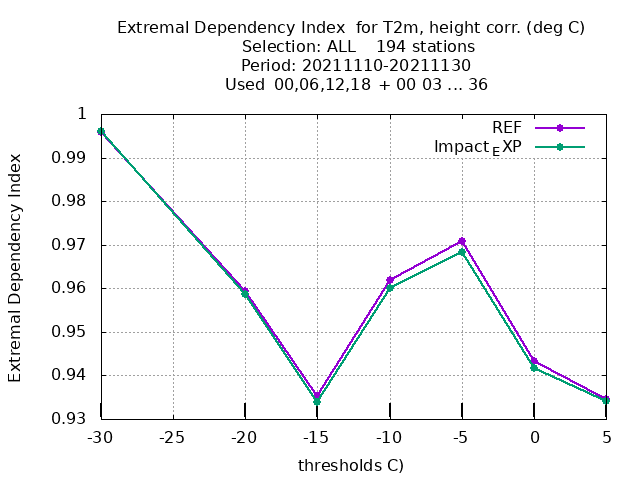 Extremal Dependency Index  for T2m, height corr. (deg C)
Selection: ALL    194 stations
Period: 20211110-20211130
Used  00,06,12,18  + 00 03 ... 36
REF
Impact_EXP
Extremal Dependency Index
1
0.99
0.98
0.97
0.96
0.95
0.94
0.93
-30
-25
-20
-15
-10
-5
0
5
thresholds C)